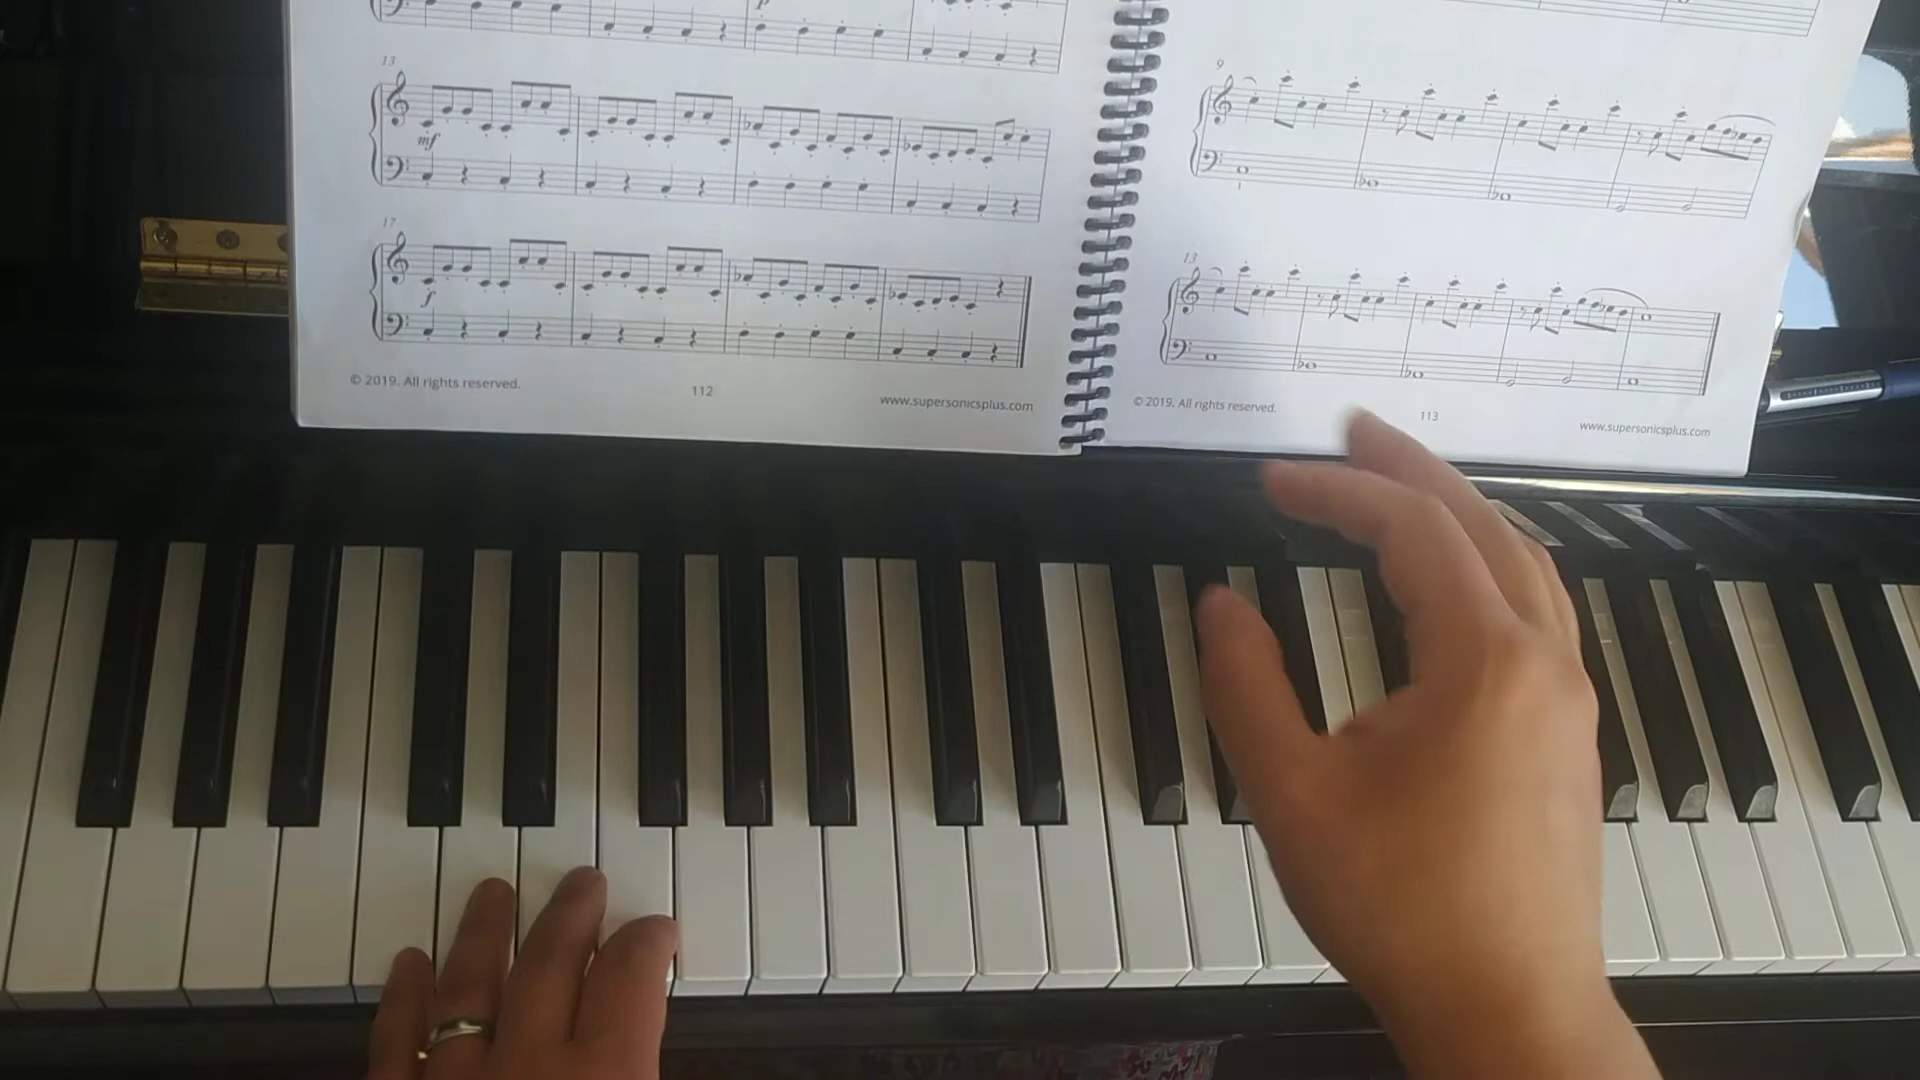 p
13
mf
17
f
© 2019. All rights reserved.
112
www.supersonicsplus.com
9
1
13
© 2019. All rights reserved.
113
www.supersonicsplus.com